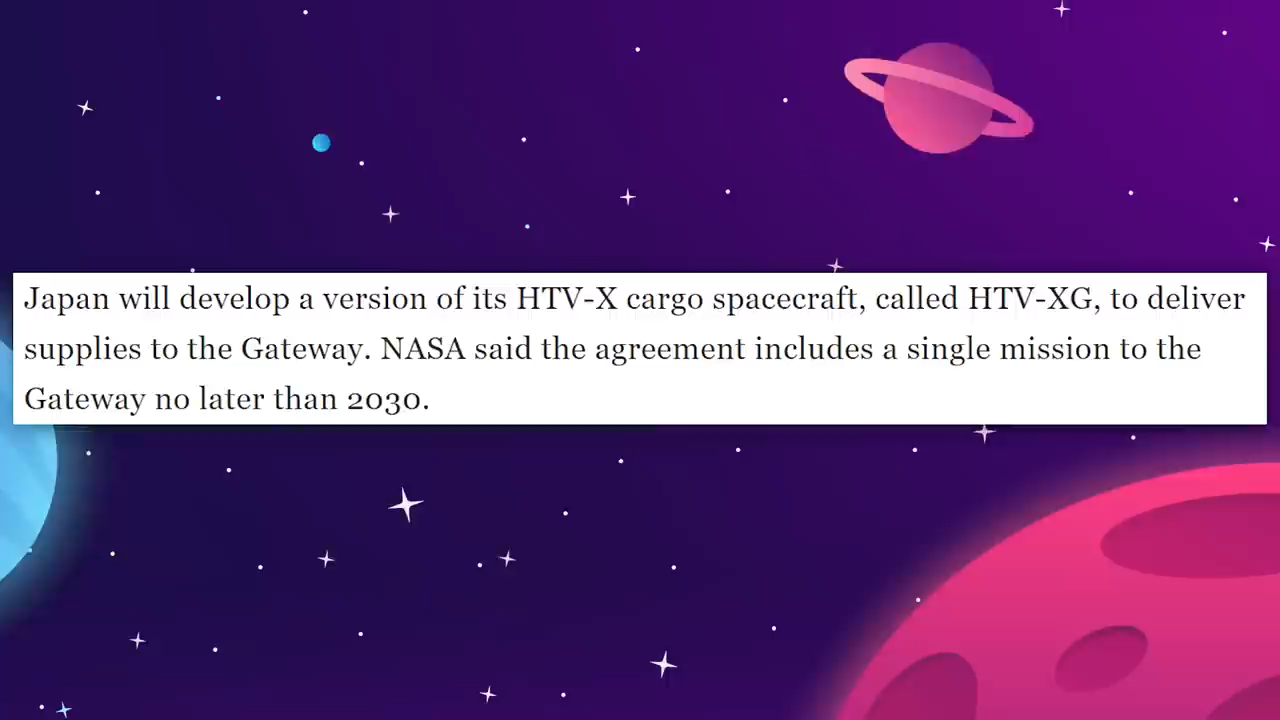 Japan will develop a version of its HTV-X cargo spacecraft, called HTV-XG, to deliver
supplies to the Gateway. NASA said the agreement includes a single mission to the
Gateway no later than 2030.